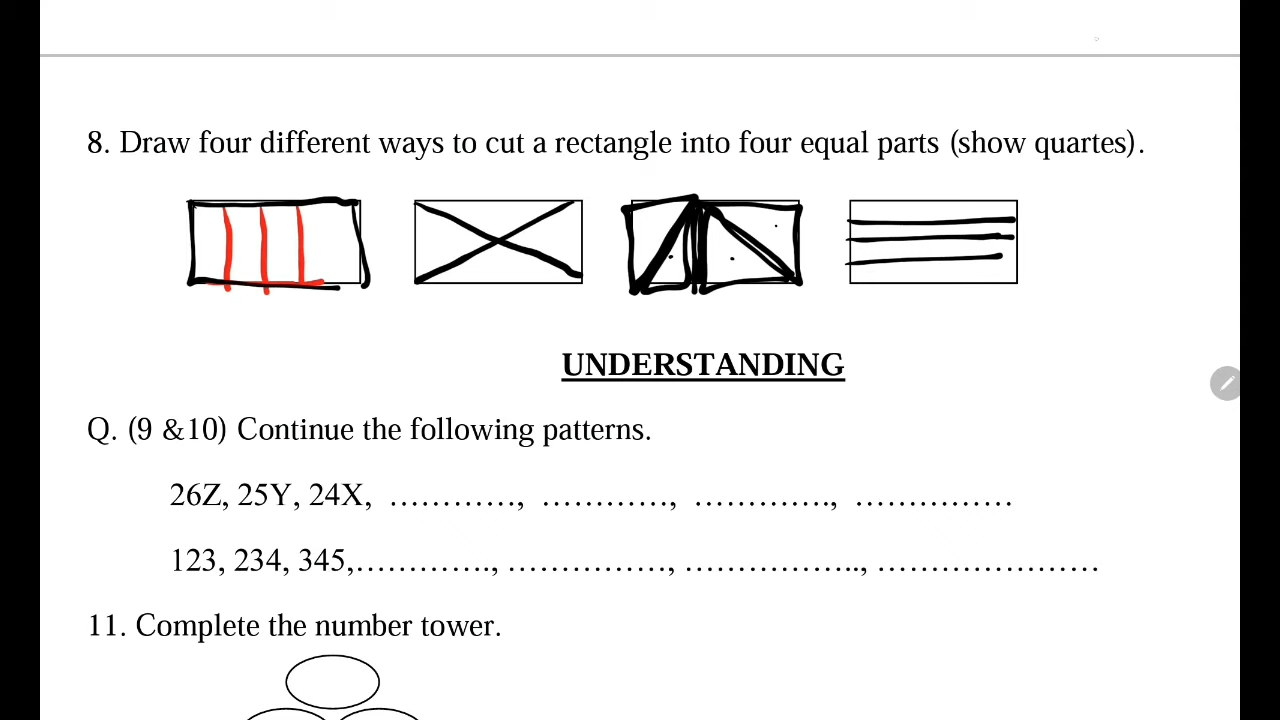 8. Draw four different ways to cut a rectangle into four equal parts (show quartes).
UNDERSTANDING
Q. (9 &10) Continue the following patterns.
26Z, 25Y, 24X, …………, …………, …………., ……………
123, 234, 345,…………., ……………, …………….., …………………
11. Complete the number tower.